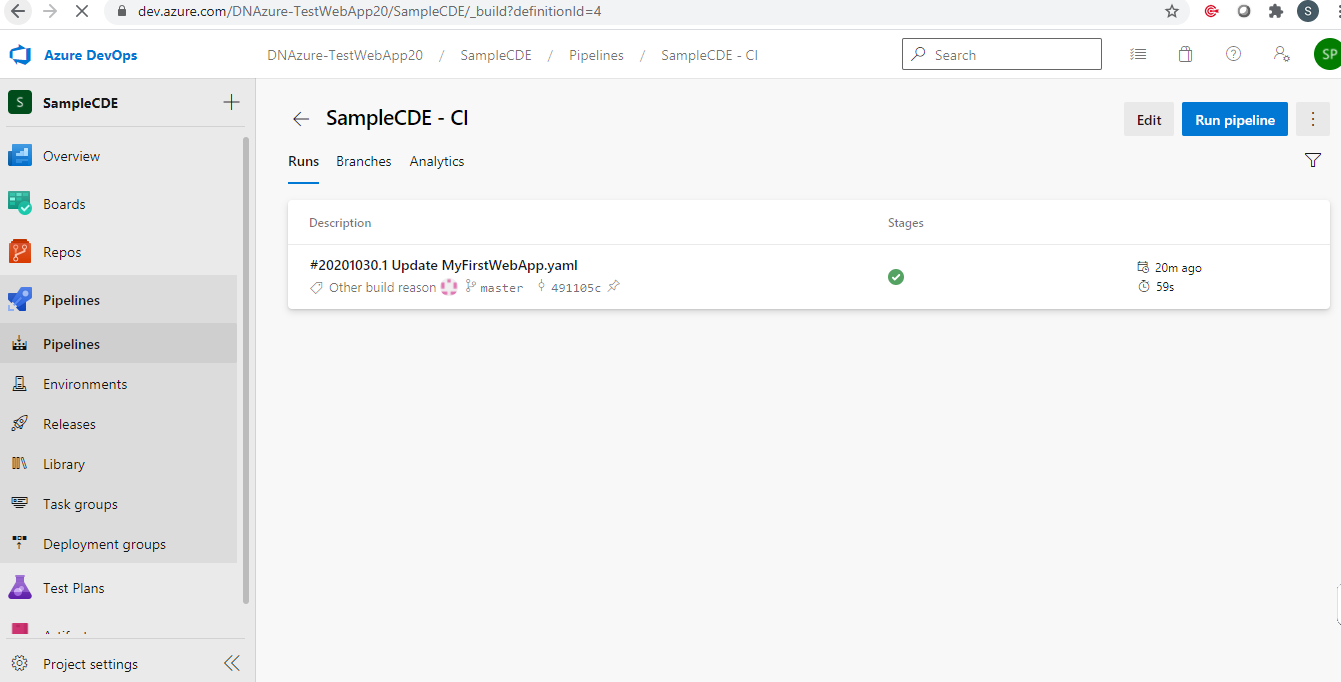 dev.azure.com/DNAzure-TestWebApp20/SampleCDE/_build?definitionId=4
S
Azure DevOps
DNAzure-TestWebApp20 / SampleCDE / Pipelines / SampleCDE - CI
Search
SP
S SampleCDE
Overview
Boards
Repos
Pipelines
Pipelines
Environments
Releases
Library
Task groups
Deployment groups
Test Plans
Project settings
SampleCDE - CI
Edit
Run pipeline
Runs Branches Analytics
Description Stages
#20201030.1 Update MyFirstWebApp.yaml
Other build reason master 491105c
20m ago
59s